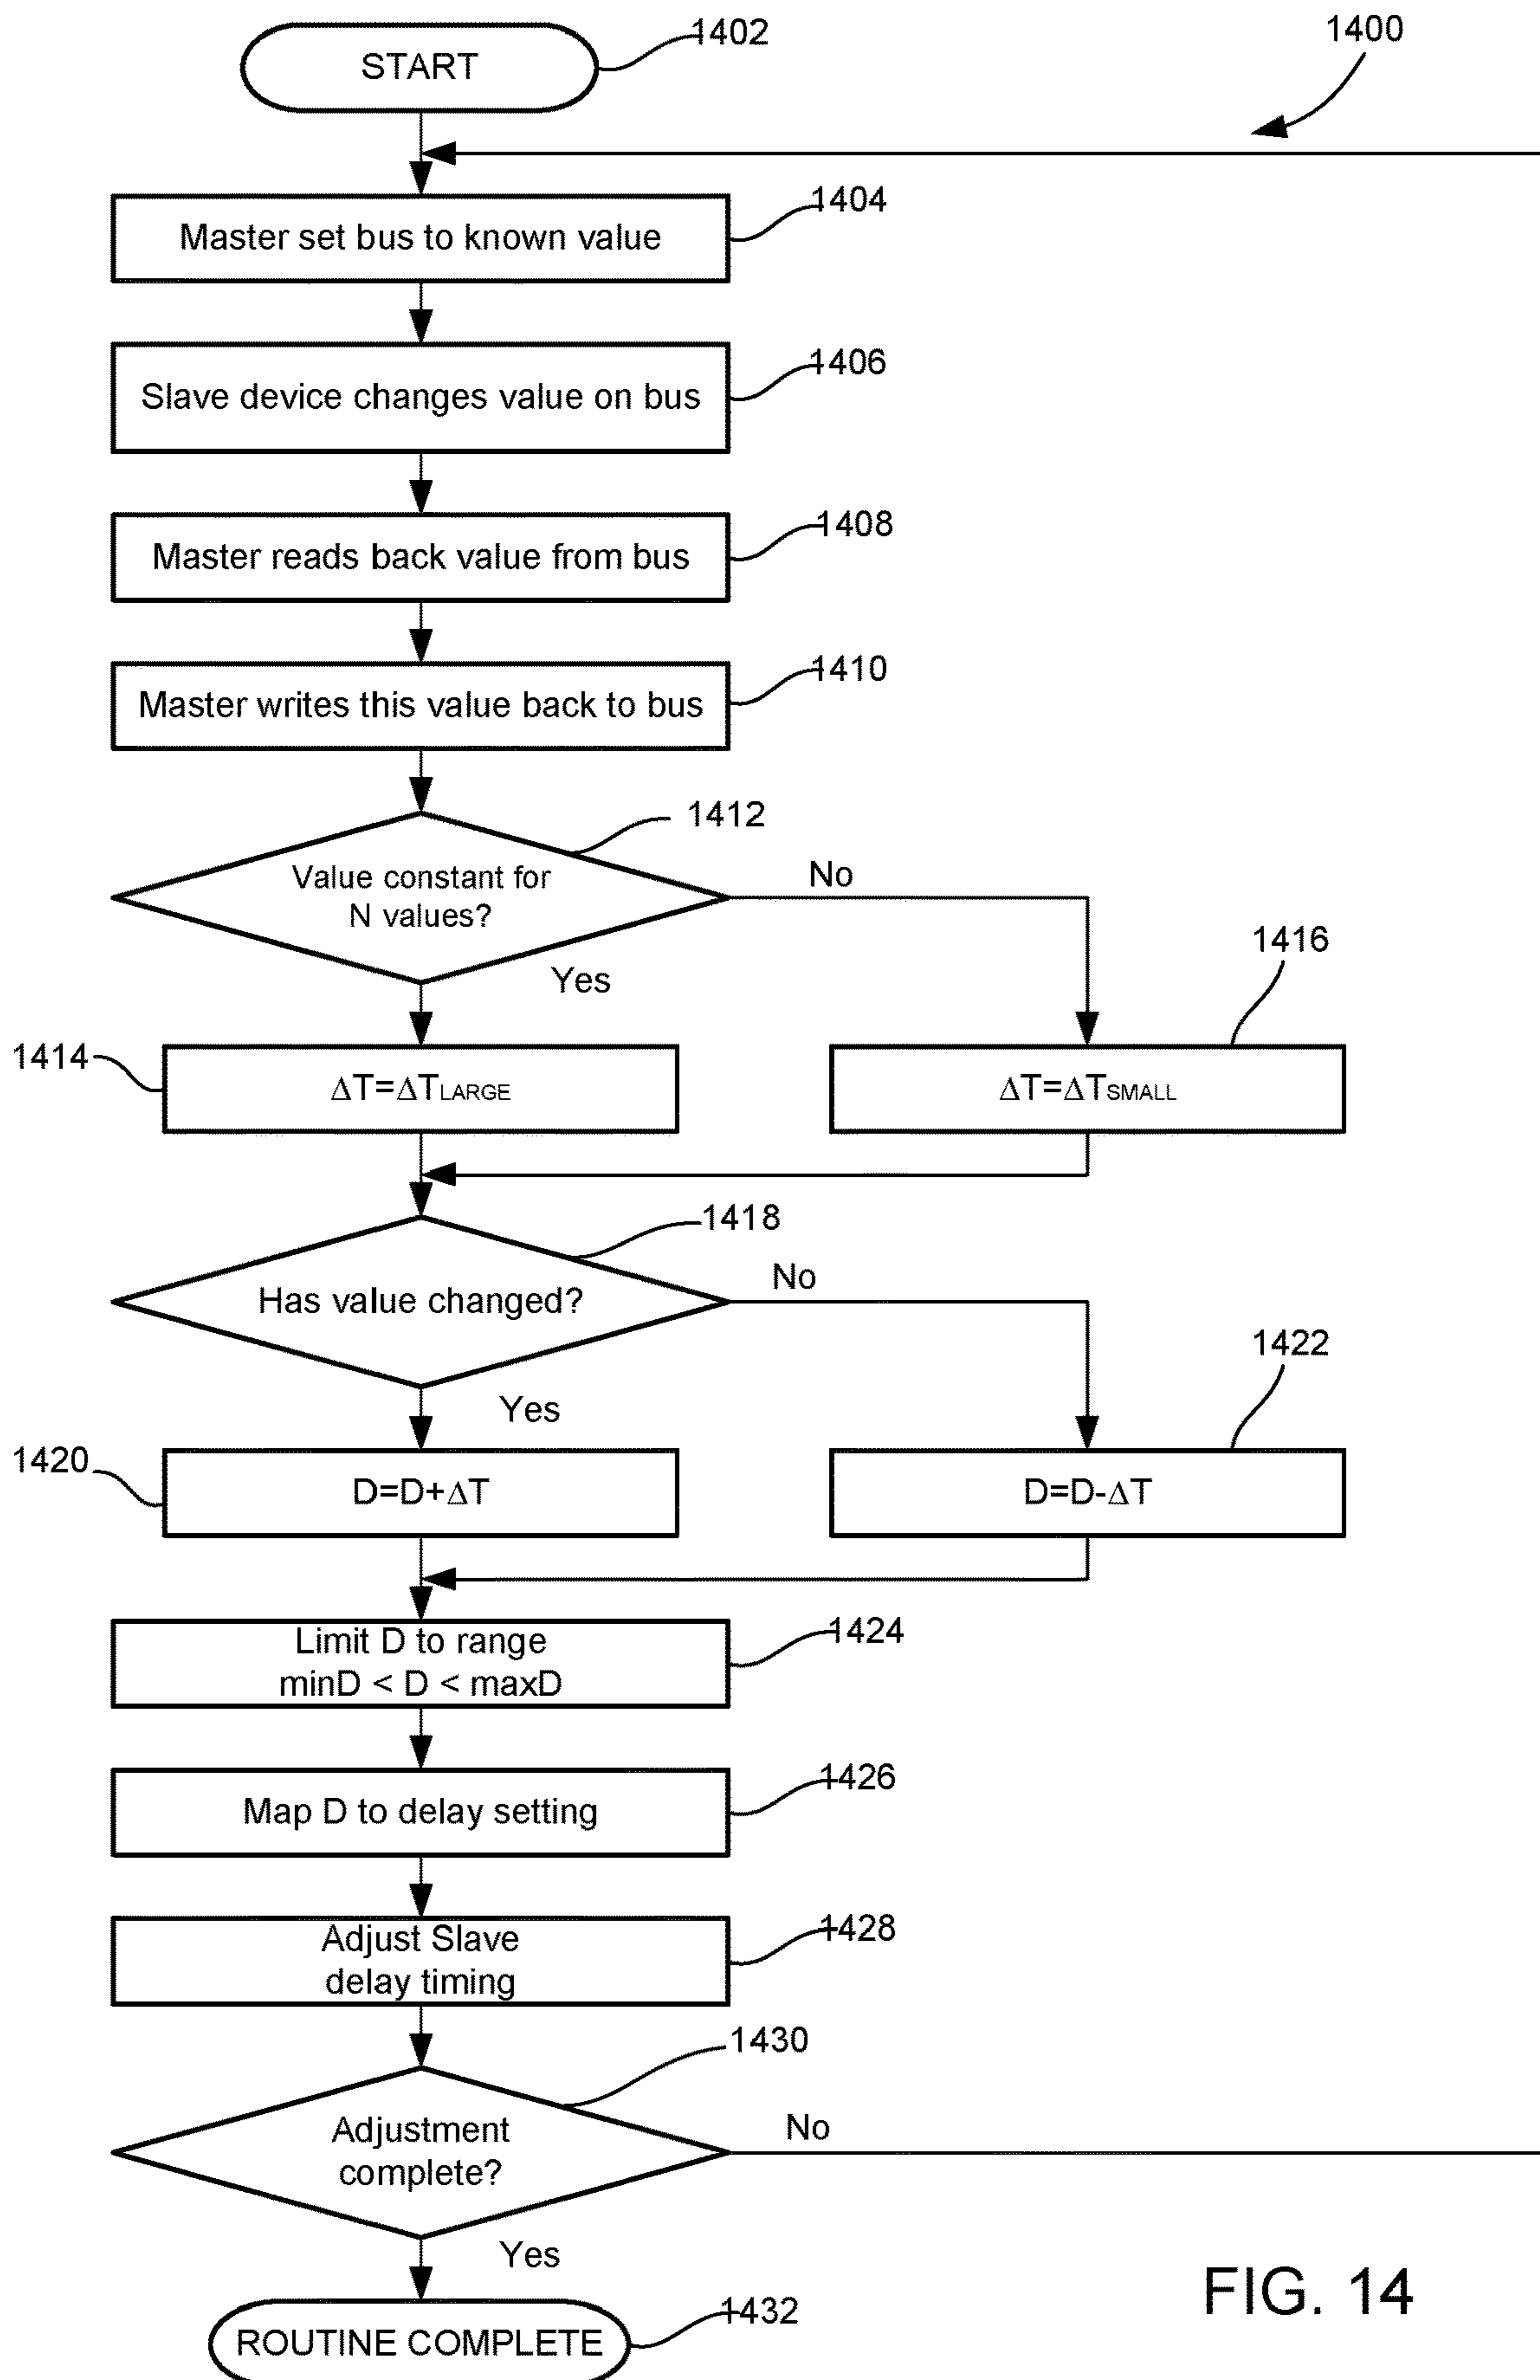 START
1402
1400
Master set bus to known value
1404
Slave device changes value on bus
1406
Master reads back value from bus
1408
Master writes this value back to bus
1410
1412
Value constant for
N values?
No
Yes
1416
1414
ΔT=ΔTLARGE
ΔT=ΔTSMALL
1418
Has value changed?
No
Yes
1422
1420
D=D+ΔT
D=D-ΔT
Limit D to range
minD < D < maxD
1424
Map D to delay setting
1426
Adjust Slave
delay timing
1428
1430
Adjustment
complete?
No
Yes
ROUTINE COMPLETE
1432
FIG. 14